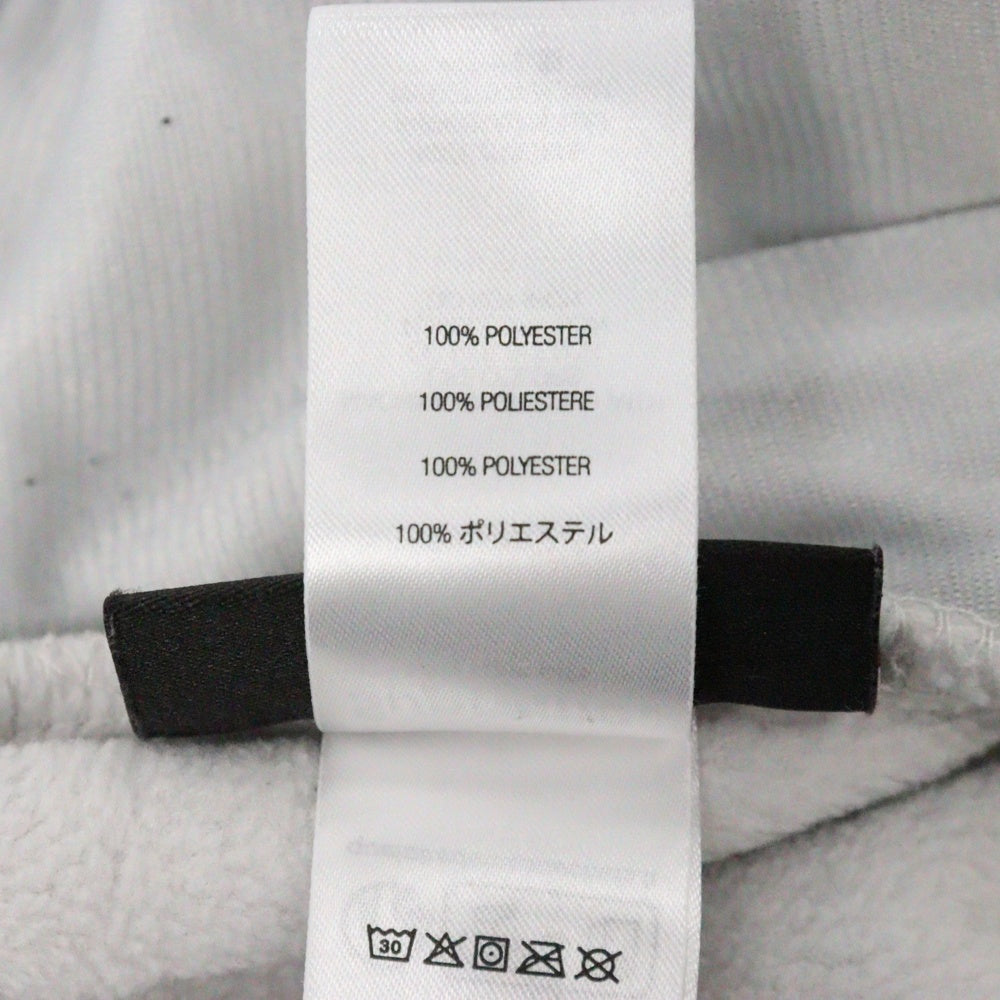 100% POLYESTER
100% POLIESTERE
100% POLYESTER
100% ポリエステル
30